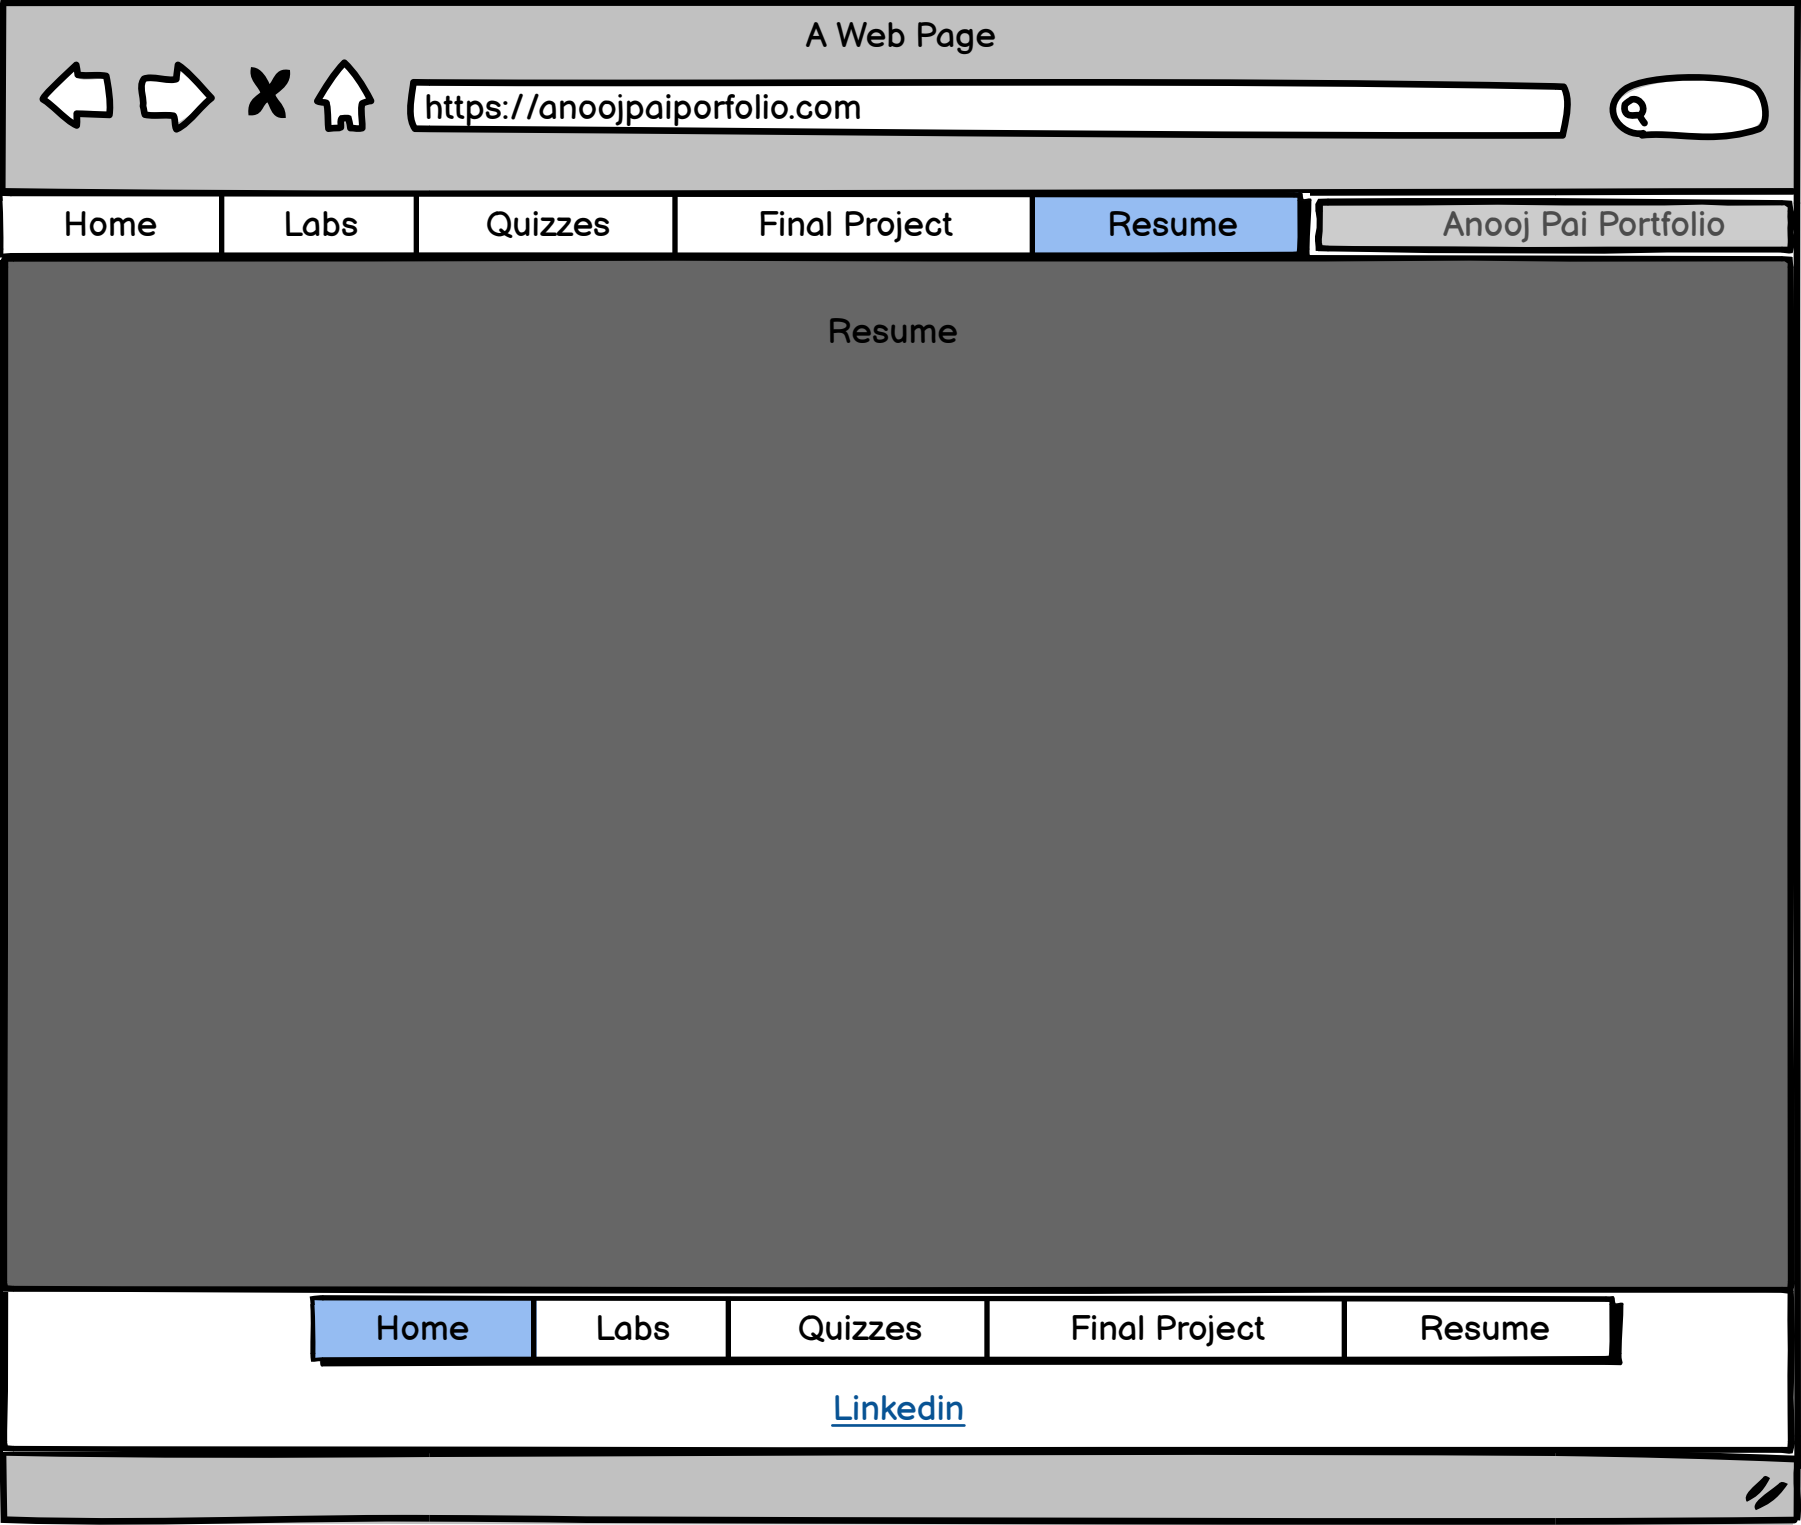 A Web Page
https://anoojpaiporfolio.com
Home Labs Quizzes Final Project Resume Anooj Pai Portfolio
Resume
Home Labs Quizzes Final Project Resume
Linkedin